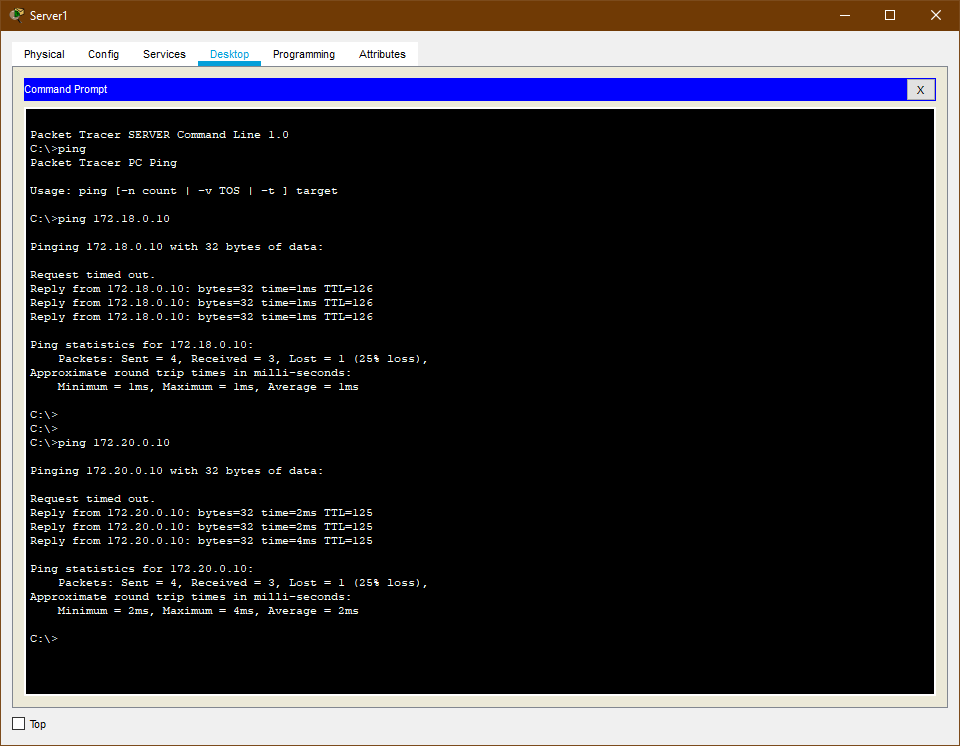 Server1
Physical Config Services Desktop Programming Attributes
Command Prompt X
Packet Tracer SERVER Command Line 1.0
C:\>ping
Packet Tracer PC Ping
Usage: ping [-n count | -v TOS | -t ] target
C:\>ping 172.18.0.10
Pinging 172.18.0.10 with 32 bytes of data:
Request timed out.
Reply from 172.18.0.10: bytes=32 time=1ms TTL=126
Reply from 172.18.0.10: bytes=32 time=1ms TTL=126
Reply from 172.18.0.10: bytes=32 time=1ms TTL=126
Ping statistics for 172.18.0.10:
Packets: Sent = 4, Received = 3, Lost = 1 (25% loss),
Approximate round trip times in milli-seconds:
Minimum = 1ms, Maximum = 1ms, Average = 1ms
C:\>
C:\>
C:\>ping 172.20.0.10
Pinging 172.20.0.10 with 32 bytes of data:
Request timed out.
Reply from 172.20.0.10: bytes=32 time=2ms TTL=125
Reply from 172.20.0.10: bytes=32 time=2ms TTL=125
Reply from 172.20.0.10: bytes=32 time=4ms TTL=125
Ping statistics for 172.20.0.10:
Packets: Sent = 4, Received = 3, Lost = 1 (25% loss),
Approximate round trip times in milli-seconds:
Minimum = 2ms, Maximum = 4ms, Average = 2ms
C:\>
Top